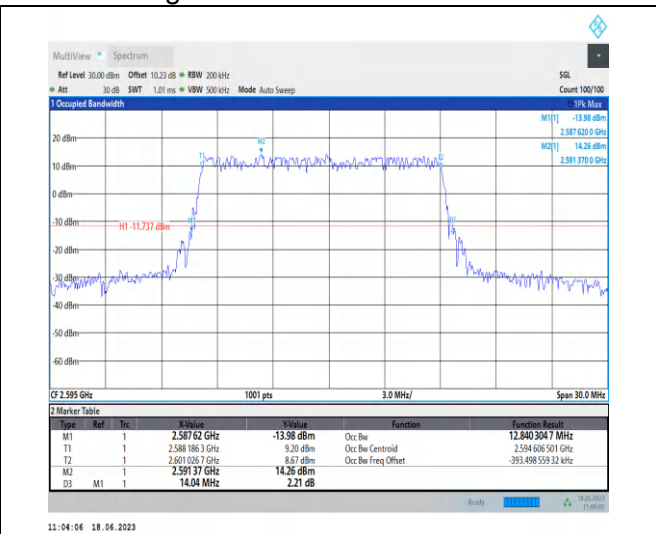 MultiView Spectrum
Ref Level 30.00 dBm Offset 10.23 dB RBW 200 kHz SGL
Att 30 dB SWT 1.01 ms VBW 500 kHz Mode Auto Sweep Count 100/100
1 Occupied Bandwidth 1Pk Max
M1[1] -13.98 dBm
2.587 620 0 GHz
M2[1] 14.26 dBm
2.591 370 0 GHz
20 dBm
M2
T1
T2
10 dBm
0 dBm
-10 dBm
M1
D3
H1 -11.737 dBm
-20 dBm
-30 dBm
-40 dBm
-50 dBm
-60 dBm
CF 2.595 GHz 1001 pts 3.0 MHz/ Span 30.0 MHz
2 Marker Table
Type Ref Trc X-Value Y-Value Function Function Result
M1 1 2.587 62 GHz -13.98 dBm Occ Bw 12.840 304 7 MHz
T1 1 2.588 186 3 GHz 9.20 dBm Occ Bw Centroid 2.594 606 501 GHz
T2 1 2.601 026 7 GHz 8.67 dBm Occ Bw Freq Offset -393.498 559 32 kHz
M2 1 2.591 37 GHz 14.26 dBm
D3 M1 1 14.04 MHz 2.21 dB
Ready 18.06.2023
11:04:06 18.06.2023